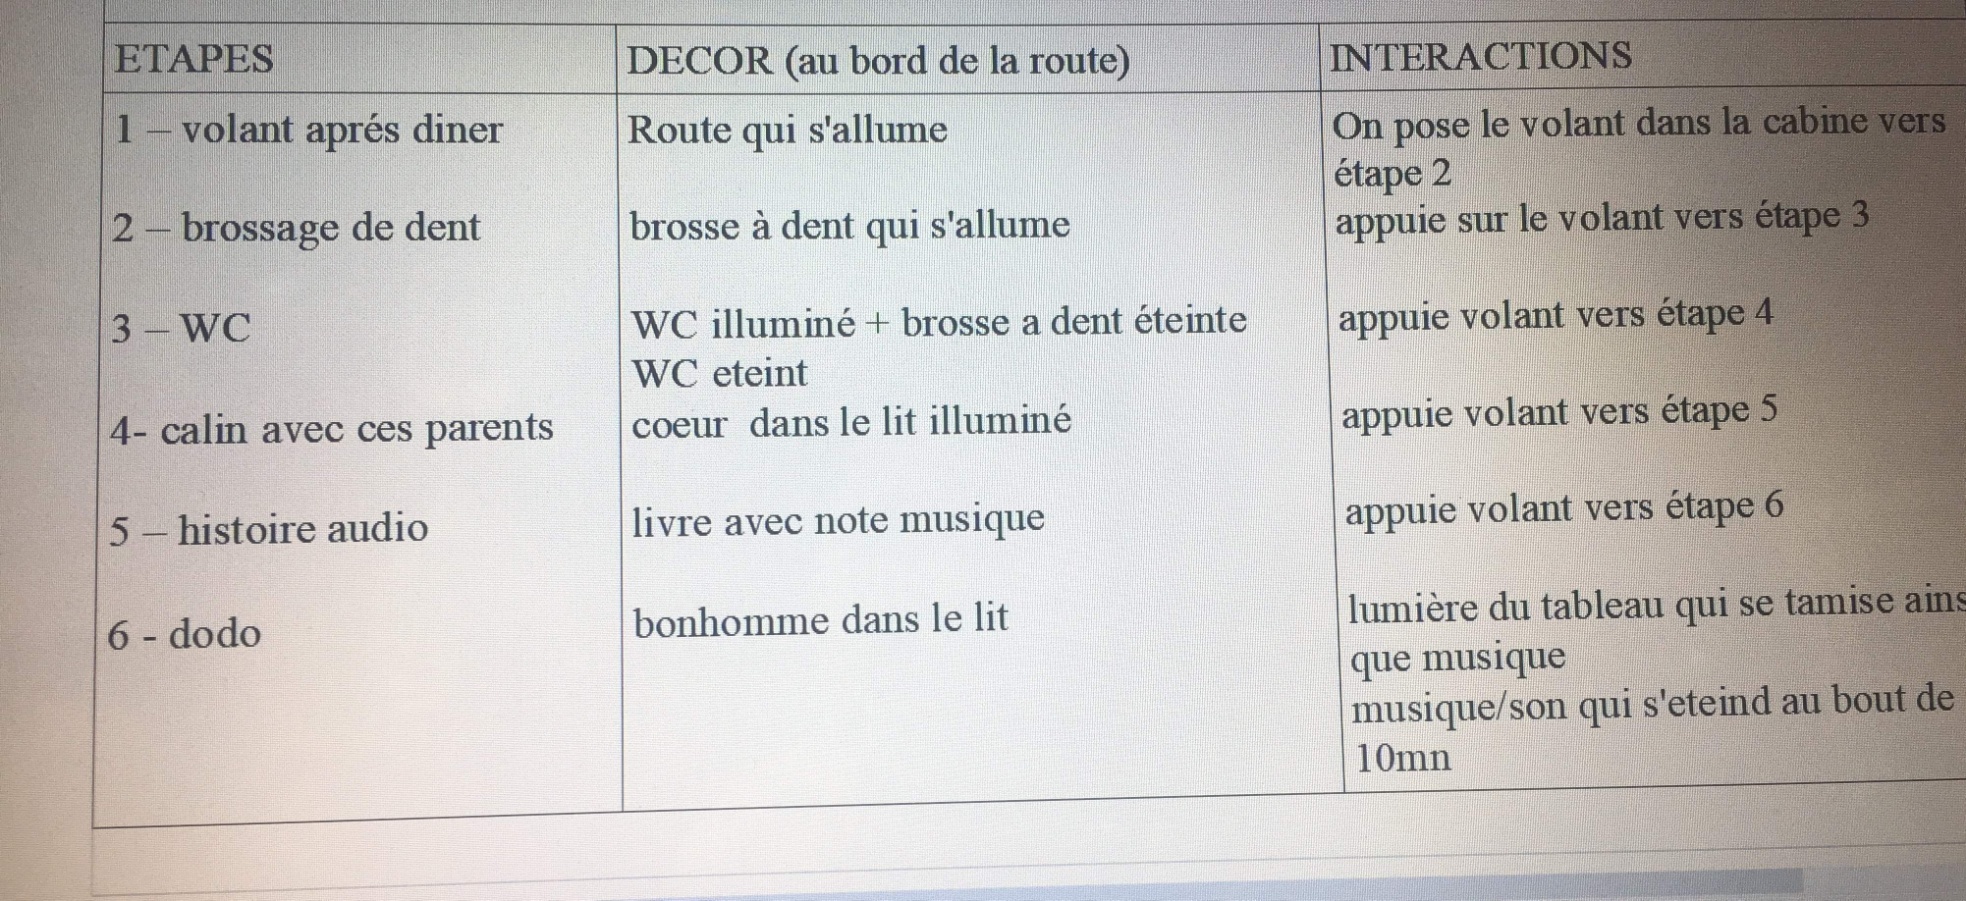 ETAPES
DECOR (au bord de la route)
INTERACTIONS
1 – volant aprés diner
Route qui s'allume
On pose le volant dans la cabine vers
étape 2
2 – brossage de dent
brosse à dent qui s'allume
appuie sur le volant vers étape 3
3 – WC
WC illuminé + brosse a dent éteinte
WC eteint
appuie volant vers étape 4
4- calin avec ces parents
coeur dans le lit illuminé
appuie volant vers étape 5
5 – histoire audio
livre avec note musique
appuie volant vers étape 6
6 - dodo
bonhomme dans le lit
lumière du tableau qui se tamise ains
que musique
musique/son qui s'eteind au bout de
10mn